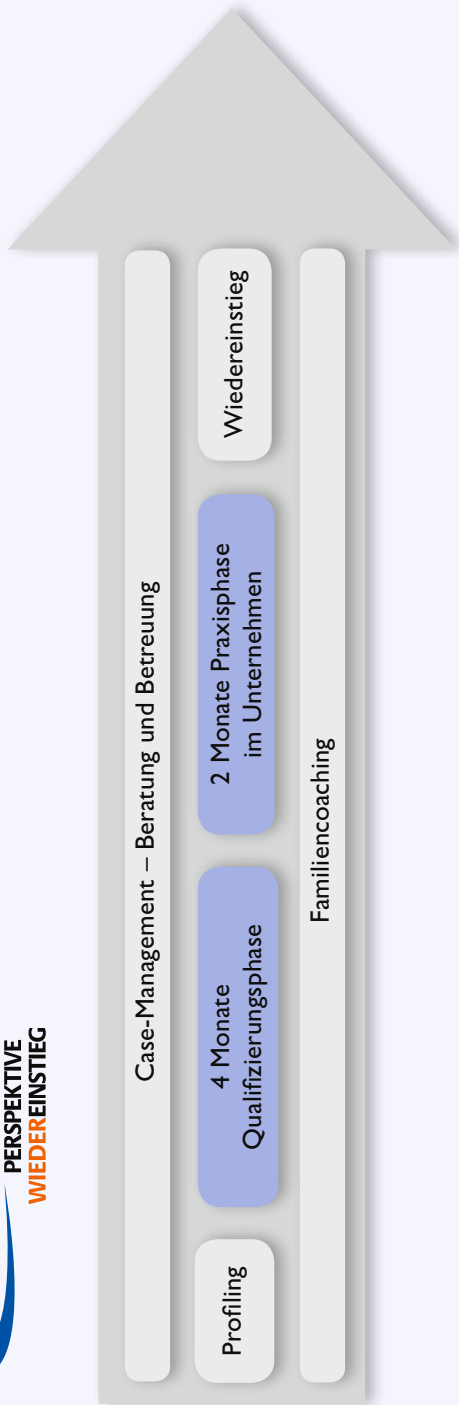 PERSPEKTIVE
WIEDEREINSTIEG
Case-Management – Beratung und Betreuung
Profiling
4 Monate
Qualifizierungsphase
2 Monate Praxisphase
im Unternehmen
Wiedereinstieg
Familiencoaching